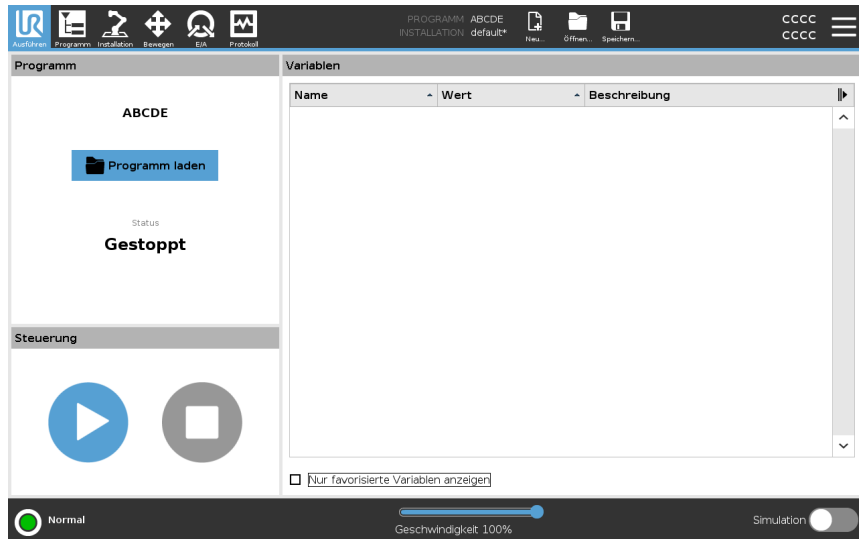 PROGRAMM ABCDE
INSTALLATION default*
CCCC
CCCC
UR
Ausführen Programm Installation Bewegen E/A Protokoll
Neu... Öffnen... Speichern...
Programm
ABCDE
Programm laden
Status
Gestoppt
Steuerung
Variablen
Name Wert Beschreibung
Nur favorisierte Variablen anzeigen
Normal
Geschwindigkeit 100%
Simulation